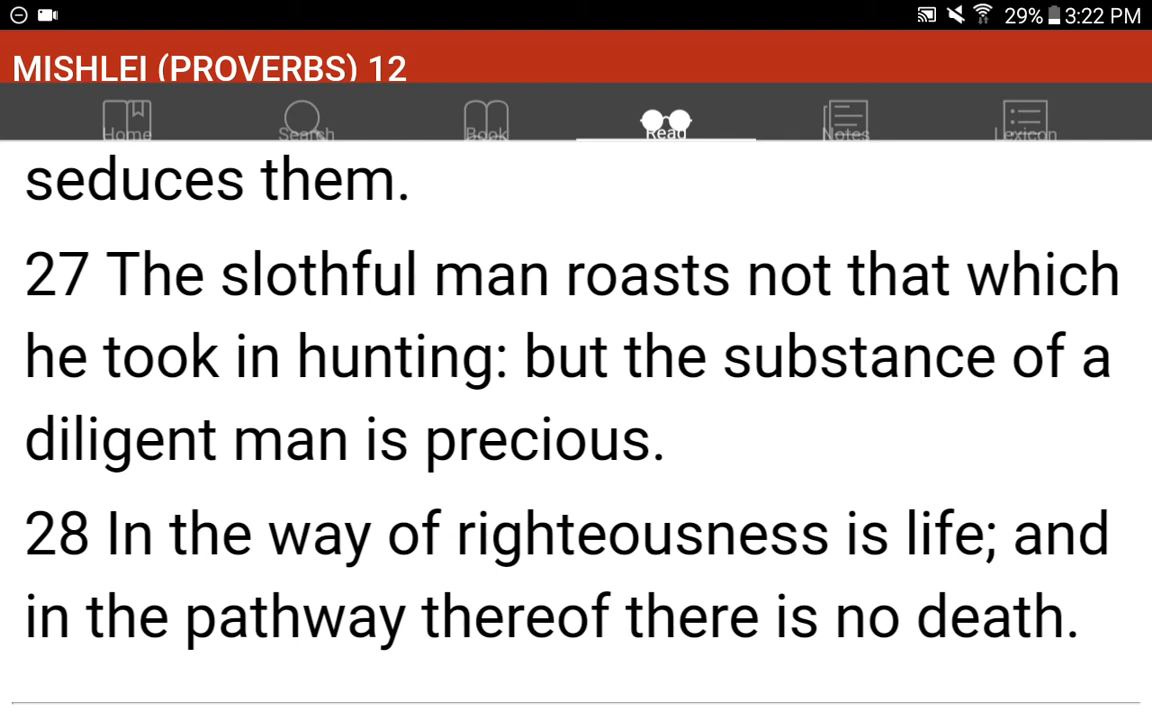 29% 3:22 PM
MISHLEI (PROVERBS) 12
Home Search Book Read Notes Lexicon
seduces them.
27 The slothful man roasts not that which
he took in hunting: but the substance of a
diligent man is precious.
28 In the way of righteousness is life; and
in the pathway thereof there is no death.